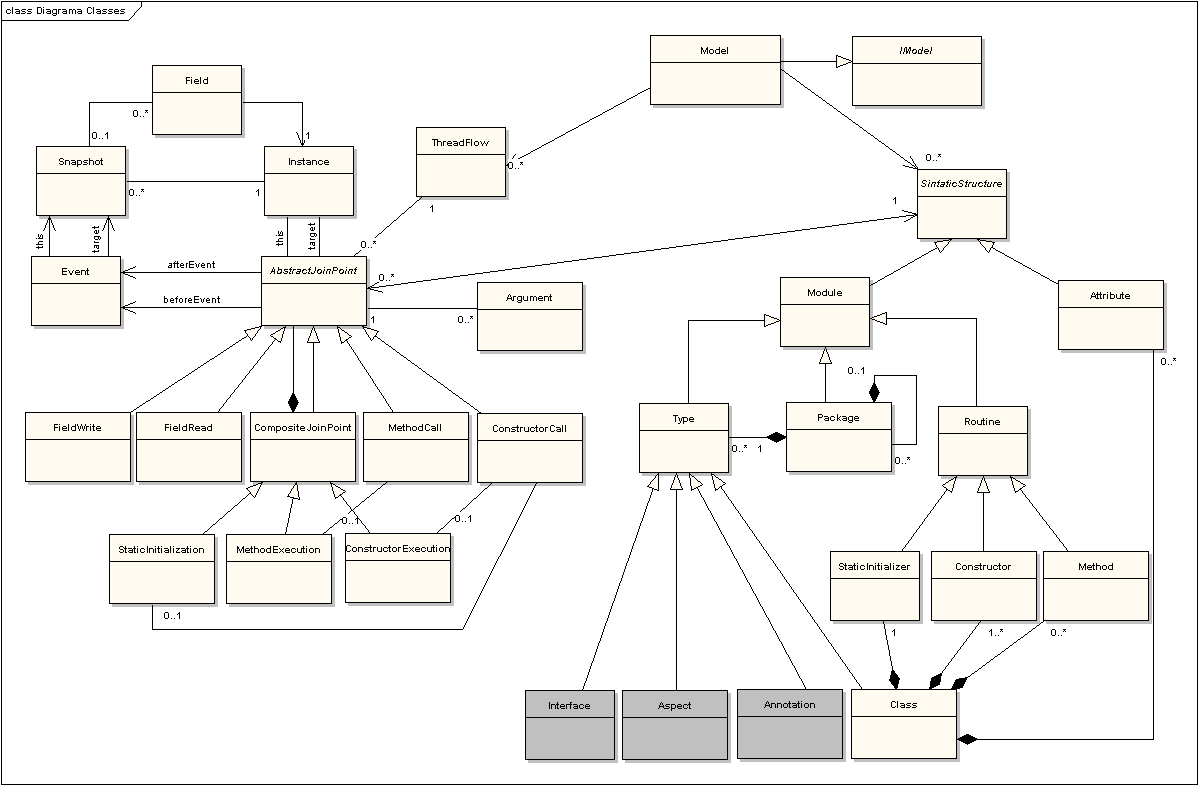 class Diagrama Classes
Model
IModel
Field
0..*
0..1
1
ThreadFlow
0..*
Snapshot
Instance
0..*
SintaticStructure
0..*
1
1
1
this
target
this
target
0..*
Event
afterEvent
AbstractJoinPoint
0..*
beforeEvent
Argument
1
0..*
Module
Attribute
0..*
0..1
FieldWrite
FieldRead
CompositeJoinPoint
MethodCall
ConstructorCall
Type
Package
Routine
0..*
1
0..*
0..1
0..1
StaticInitialization
MethodExecution
ConstructorExecution
StaticInitializer
Constructor
Method
0..1
1
1..*
0..*
Interface
Aspect
Annotation
Class